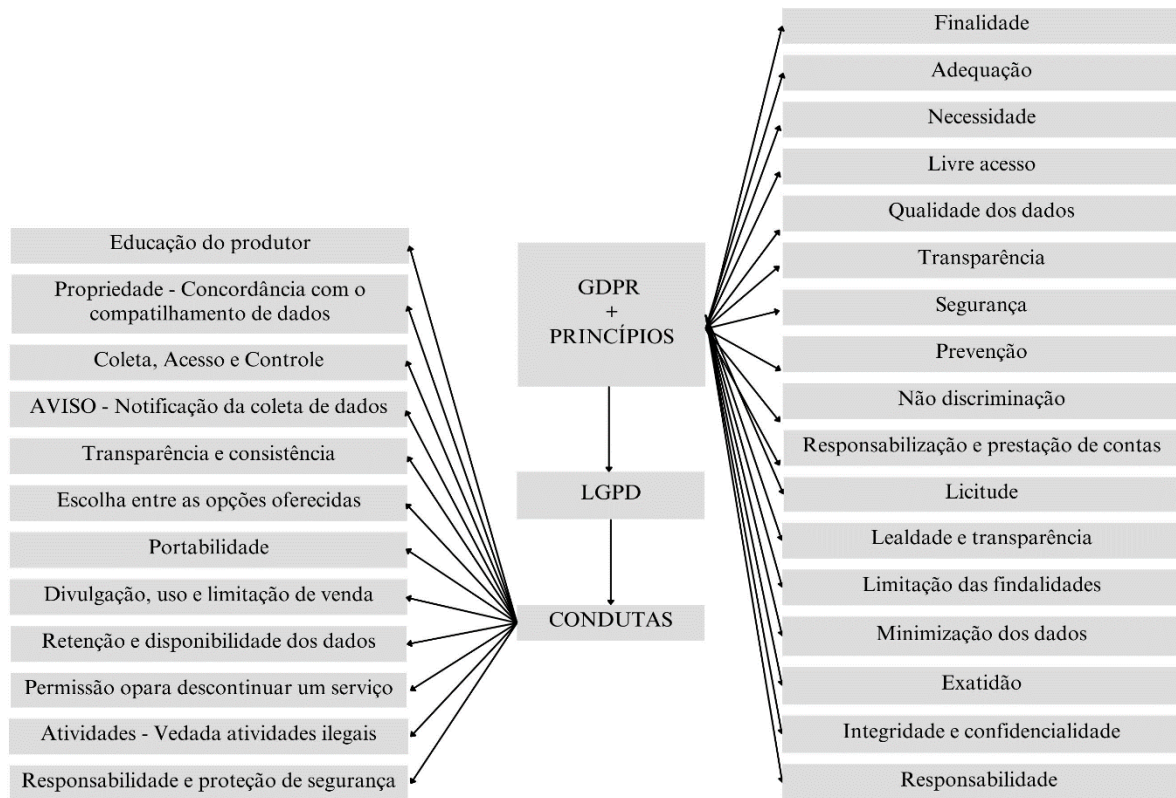 Educação do produtor
Propriedade - Concordância com o
compatilhamento de dados
Coleta, Acesso e Controle
AVISO - Notificação da coleta de dados
Transparência e consistência
Escolha entre as opções oferecidas
Portabilidade
Divulgação, uso e limitação de venda
Retenção e disponibilidade dos dados
Permissão opara descontinuar um serviço
Atividades - Vedada atividades ilegais
Responsabilidade e proteção de segurança
GDPR
+
PRINCÍPIOS
LGPD
CONDUTAS
Finalidade
Adequação
Necessidade
Livre acesso
Qualidade dos dados
Transparência
Segurança
Prevenção
Não discriminação
Responsabilização e prestação de contas
Licitude
Lealdade e transparência
Limitação das findalidades
Minimização dos dados
Exatidão
Integridade e confidencialidade
Responsabilidade